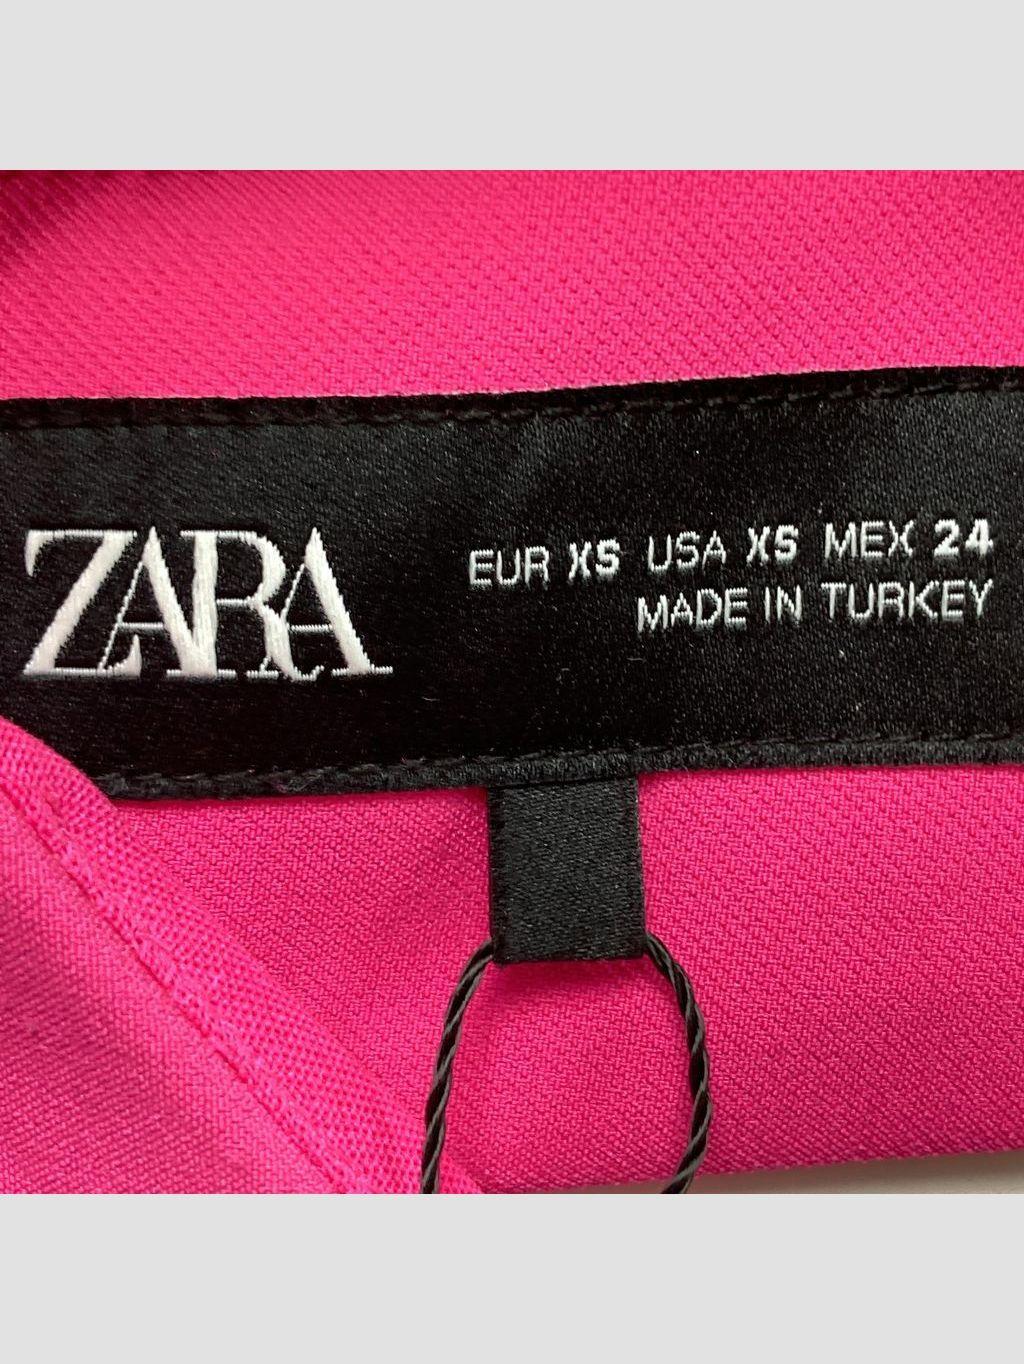 ZARA
EUR XS USA XS MEX 24
MADE IN TURKEY